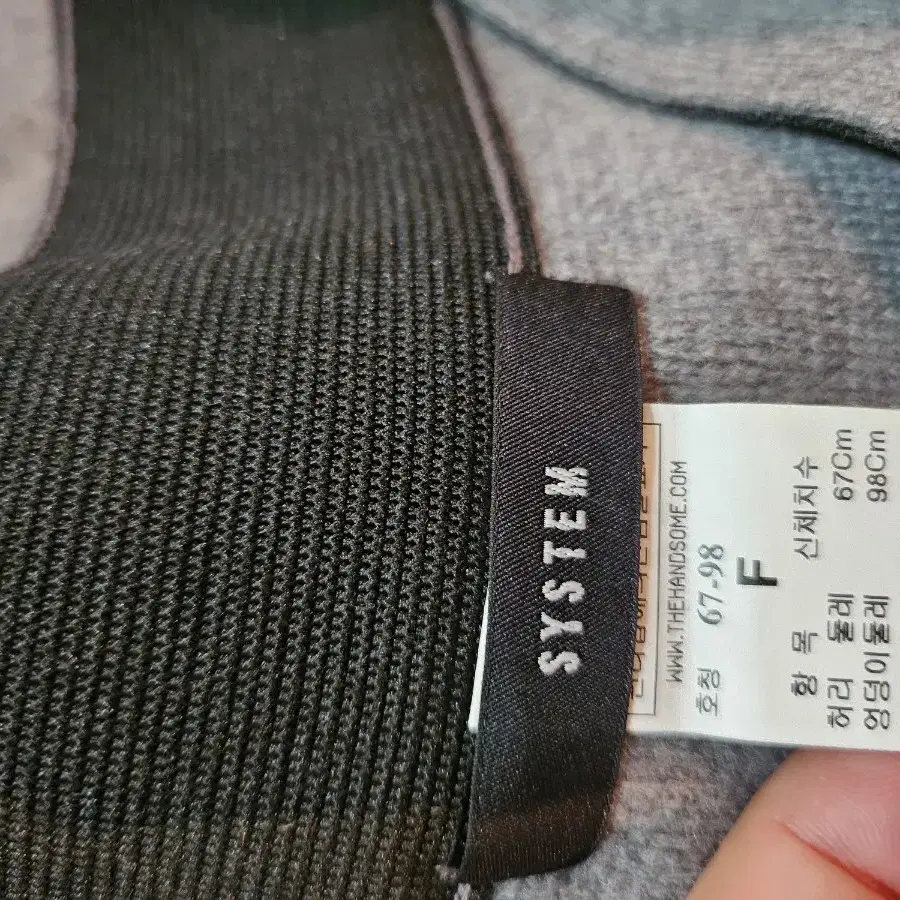 SYSTEM
WWW.THEHANDSOME.COM
호칭 67-98
F
항 목 신체치수
허리 둘레 67Cm
엉덩이둘레 98Cm